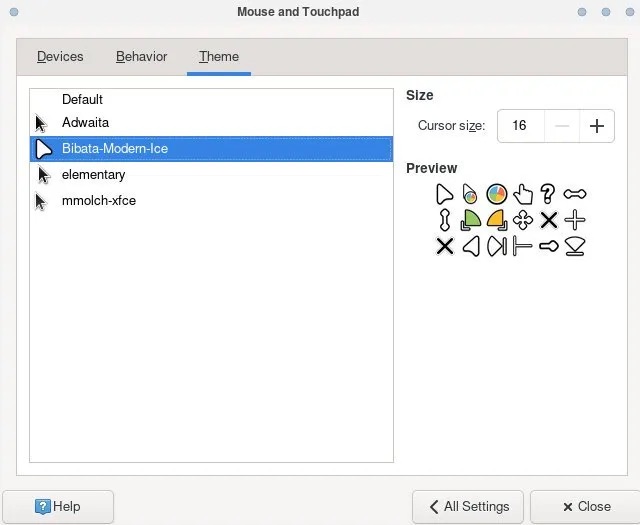 Mouse and Touchpad
Devices Behavior Theme
Default
Adwaita
Bibata-Modern-Ice
elementary
mmolch-xfce
Size
Cursor size: 16
Preview
Help All Settings Close